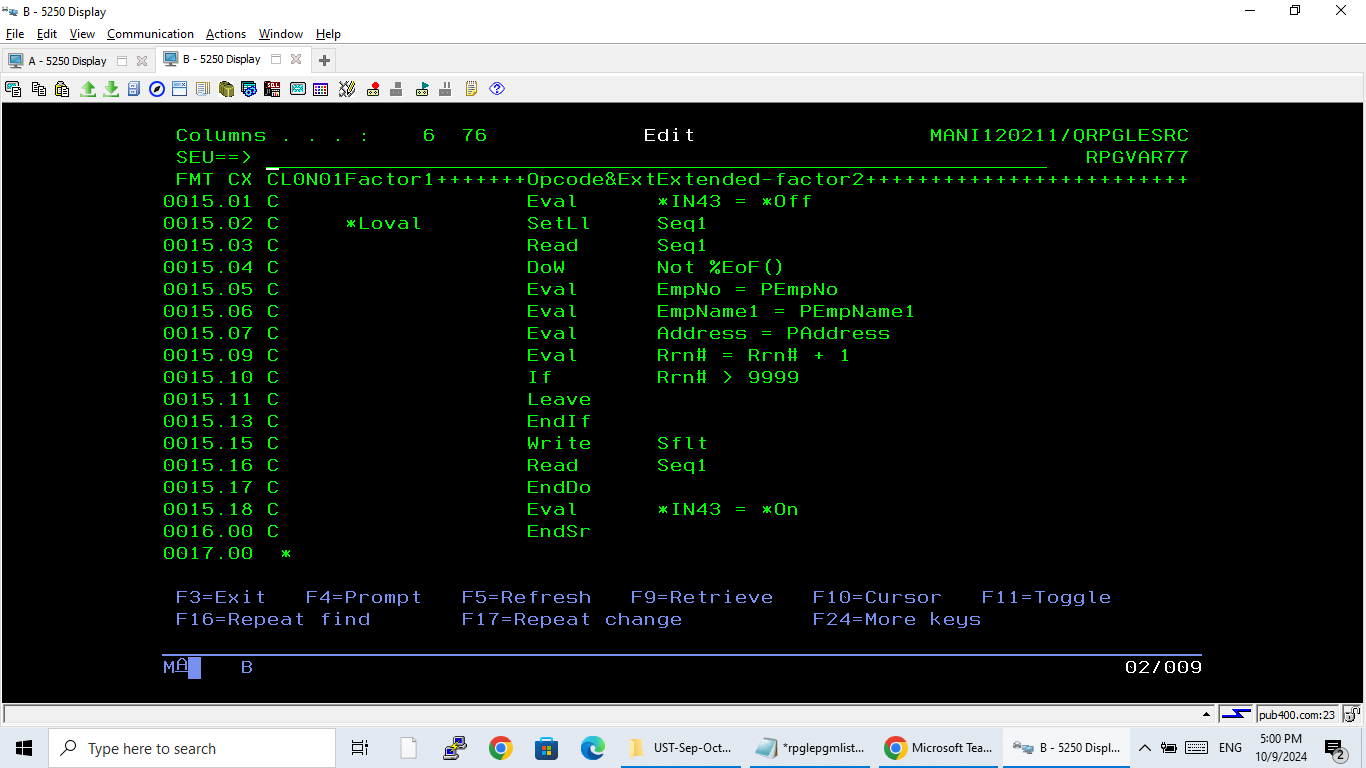 B - 5250 Display
File Edit View Communication Actions Window Help
A - 5250 Display B - 5250 Display
Columns . . . : 6 76 Edit MANI120211/QRPGLESRC
SEU==> RPGVAR77
FMT CX CL0N01Factor1+++++++Opcode&ExtExtended-factor2++++++++++++++++++++++++++
0015.01 C Eval *IN43 = *Off
0015.02 C *Loval SetLl Seq1
0015.03 C Read Seq1
0015.04 C DoW Not %EoF()
0015.05 C Eval EmpNo = PEmpNo
0015.06 C Eval EmpName1 = PEmpName1
0015.07 C Eval Address = PAddress
0015.09 C Eval Rrn# = Rrn# + 1
0015.10 C If Rrn# > 9999
0015.11 C Leave
0015.13 C EndIf
0015.15 C Write Sflt
0015.16 C Read Seq1
0015.17 C EndDo
0015.18 C Eval *IN43 = *On
0016.00 C EndSr
0017.00 *
F3=Exit F4=Prompt F5=Refresh F9=Retrieve F10=Cursor F11=Toggle
F16=Repeat find F17=Repeat change F24=More keys
MA B 02/009
pub400.com:23
Type here to search UST-Sep-Oct... *rpglepgmlist... Microsoft Tea... B - 5250 Displ... ENG 5:00 PM
10/9/2024 2